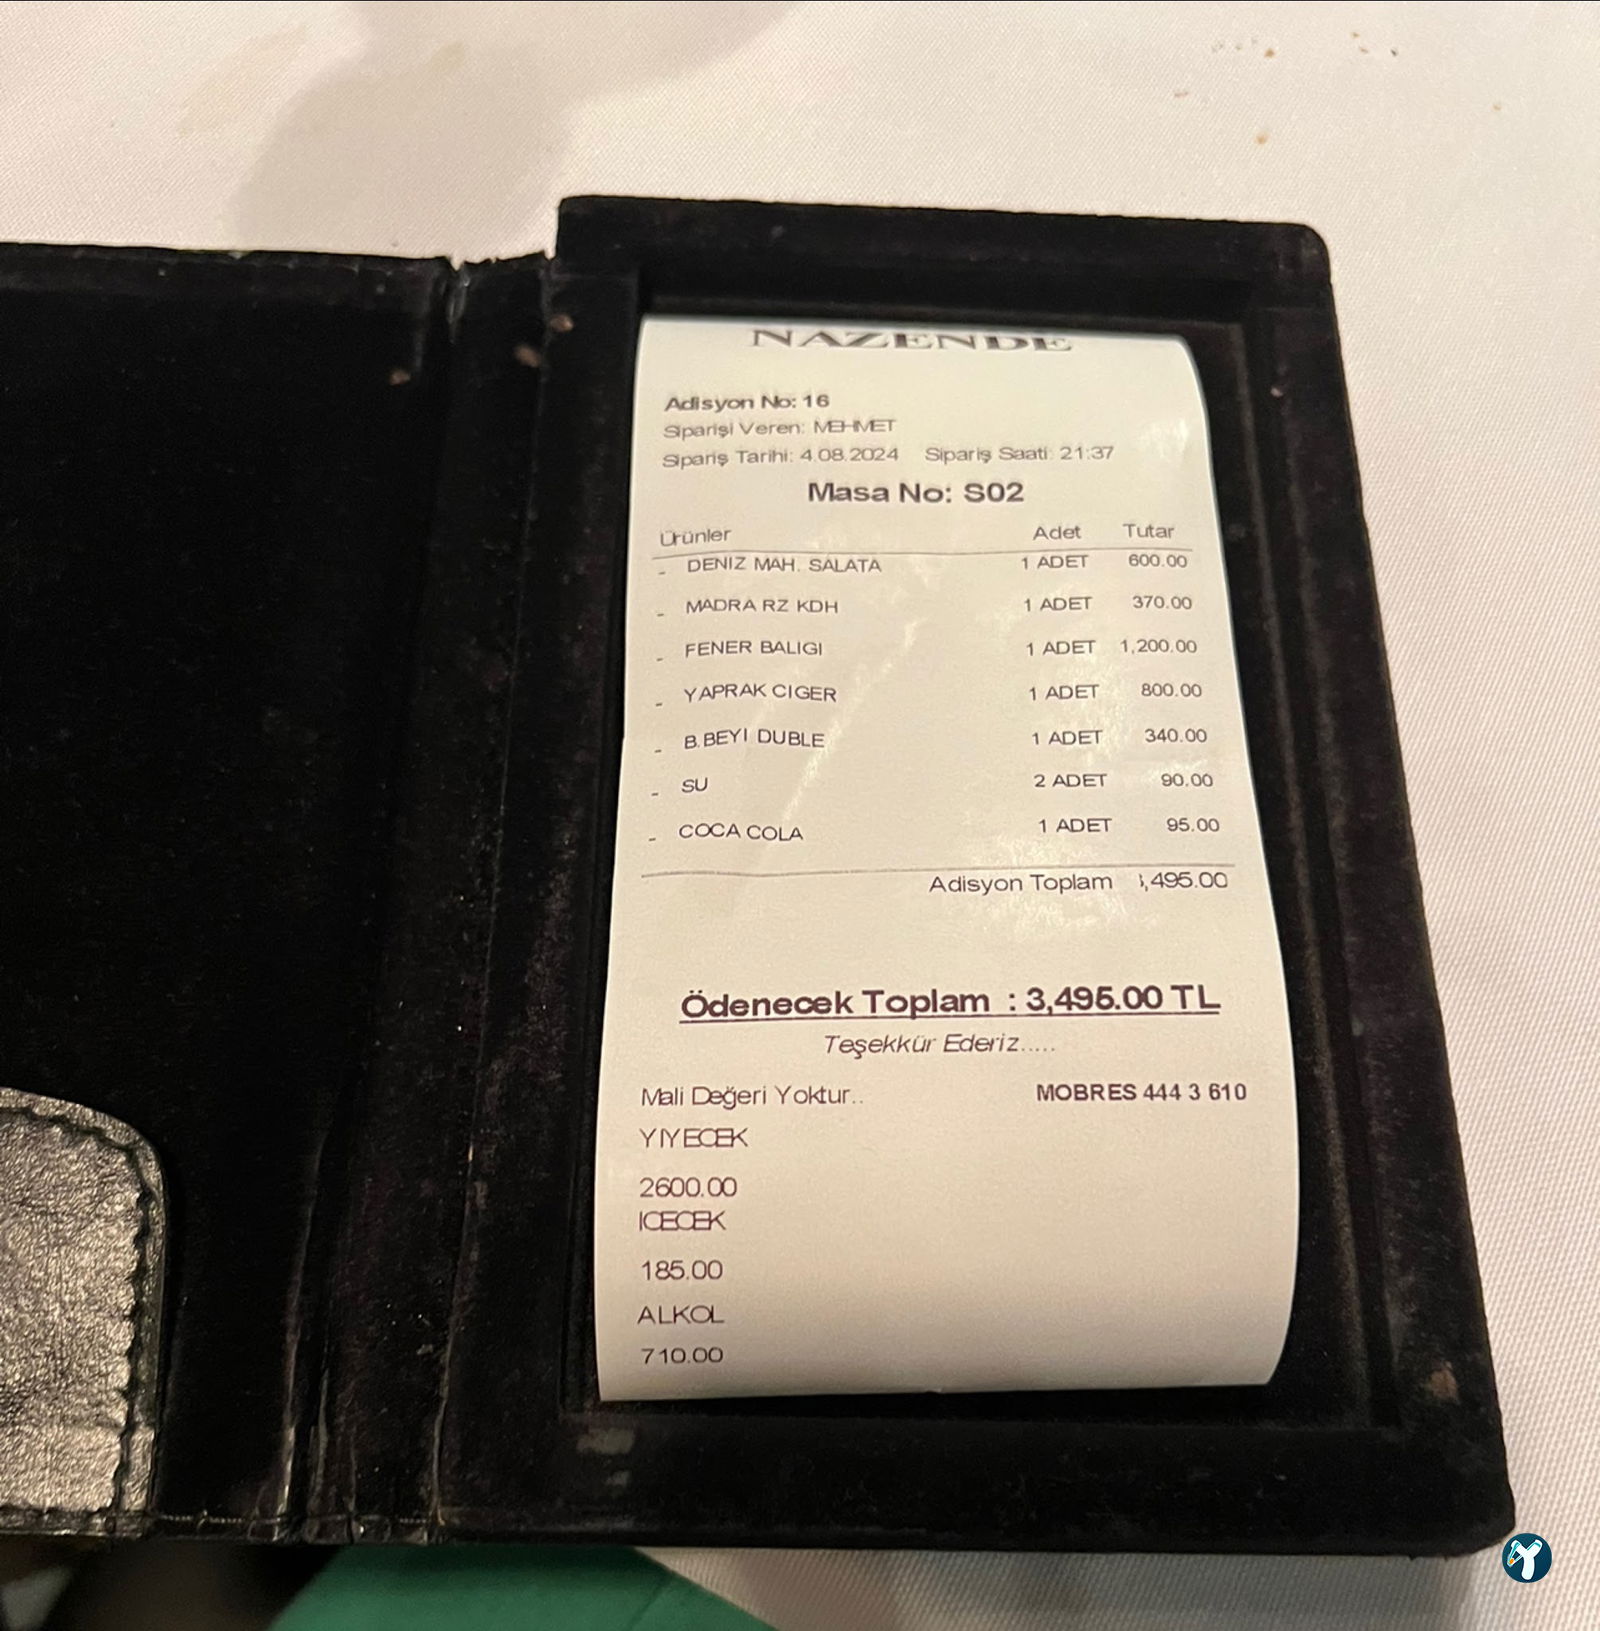 NAZENDE
Adisyon No: 16
Siparişi Veren: MEHMET
Sipariş Tarihi: 4.08.2024 Sipariş Saati: 21:37
Masa No: S02
Ürünler Adet Tutar
- DENIZ MAH. SALATA 1 ADET 600.00
- MADRA RZ KDH 1 ADET 370.00
- FENER BALIGI 1 ADET 1,200.00
- YAPRAK CIGER 1 ADET 800.00
- B.BEYI DUBLE 1 ADET 340.00
- SU 2 ADET 90.00
- COCA COLA 1 ADET 95.00
Adisyon Toplam ,495.00
Ödenecek Toplam : 3,495.00 TL
Teşekkür Ederiz.....
Mali Değeri Yoktur.. MOBRES 444 3 610
YIYECEK
2600.00
ICECEK
185.00
ALKOL
710.00